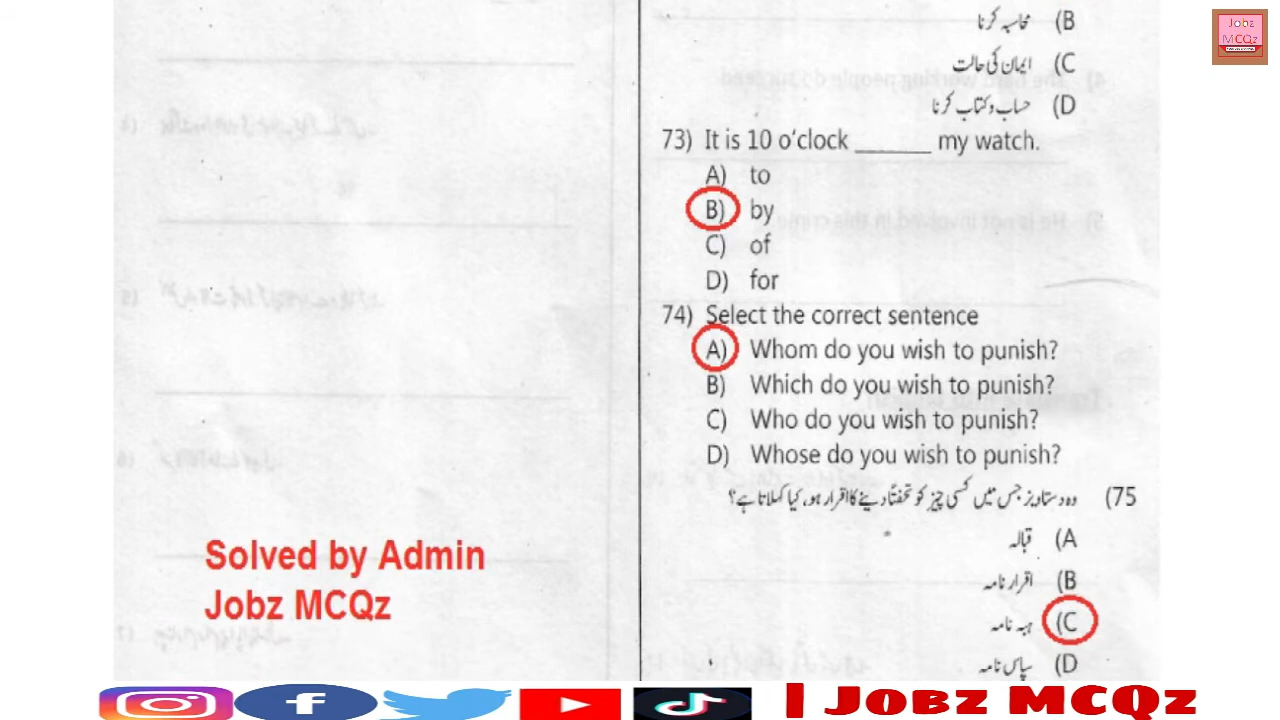 Jobz
MCQz
B) محاسبہ کرنا
C) ایمان کی حالت
D) حساب و کتاب کرنا
73) It is 10 o'clock ______ my watch.
A) to
B) by
C) of
D) for
74) Select the correct sentence
A) Whom do you wish to punish?
B) Which do you wish to punish?
C) Who do you wish to punish?
D) Whose do you wish to punish?
75) وہ دستاویز جس میں کسی چیز کو تحفتاً دینے کا اقرار ہو، کیا کہلاتا ہے؟
A) قبالہ
B) اقرار نامہ
C) ہبہ نامہ
D) سپاس نامہ
Solved by Admin
Jobz MCQz
| Jobz MCQz